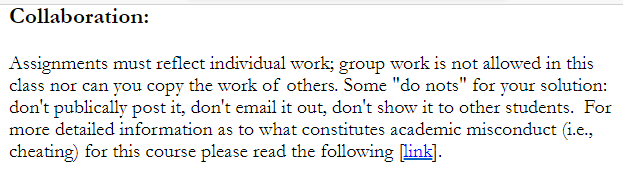 Collaboration:
Assignments must reflect individual work; group work is not allowed in this
class nor can you copy the work of others. Some "do nots" for your solution:
don't publically post it, don't email it out, don't show it to other students.  For
more detailed information as to what constitutes academic misconduct (i.e.,
cheating) for this course please read the following [link].